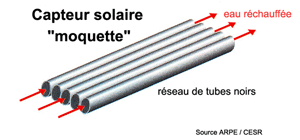 Capteur solaire
"moquette"
eau réchauffée
réseau de tubes noirs
Source ARPE / CESR